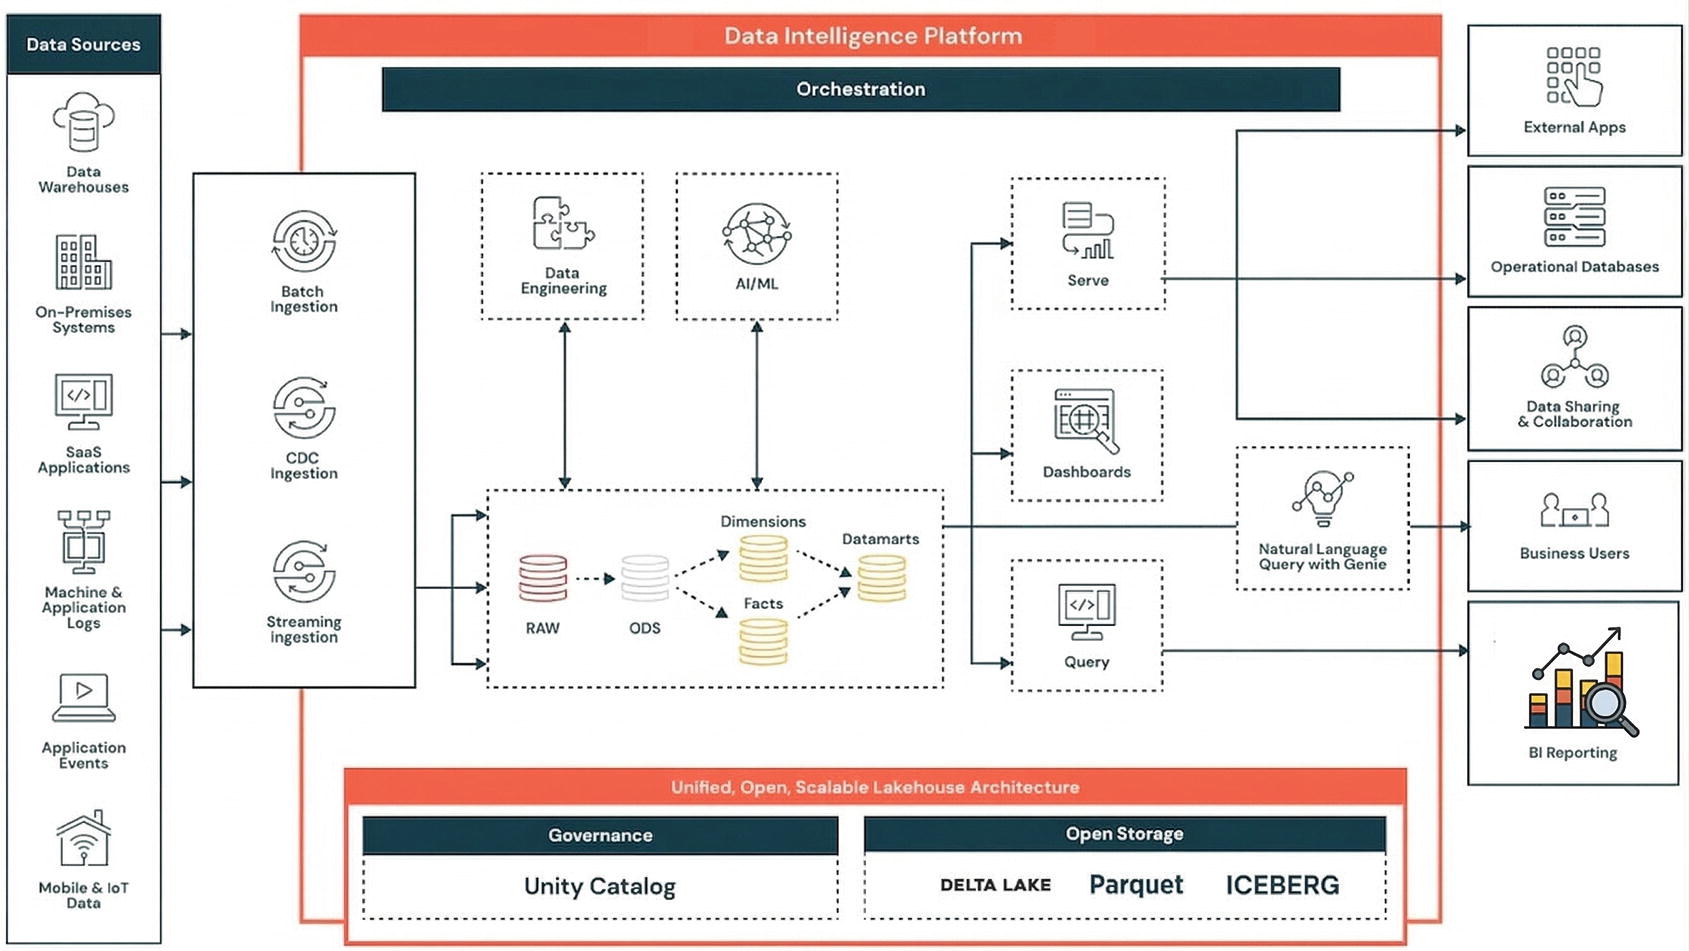 Data Sources
Data
Warehouses
On-Premises
Systems
SaaS
Applications
Machine &
Application
Logs
Application
Events
Mobile & IoT
Data
Data Intelligence Platform
Orchestration
Batch
Ingestion
CDC
Ingestion
Streaming
Ingestion
Data
Engineering
AI/ML
RAW
ODS
Dimensions
Facts
Datamarts
Serve
Dashboards
Query
Natural Language
Query with Genie
External Apps
Operational Databases
Data Sharing
& Collaboration
Business Users
BI Reporting
Unified, Open, Scalable Lakehouse Architecture
Governance
Unity Catalog
Open Storage
DELTA LAKE
Parquet
ICEBERG